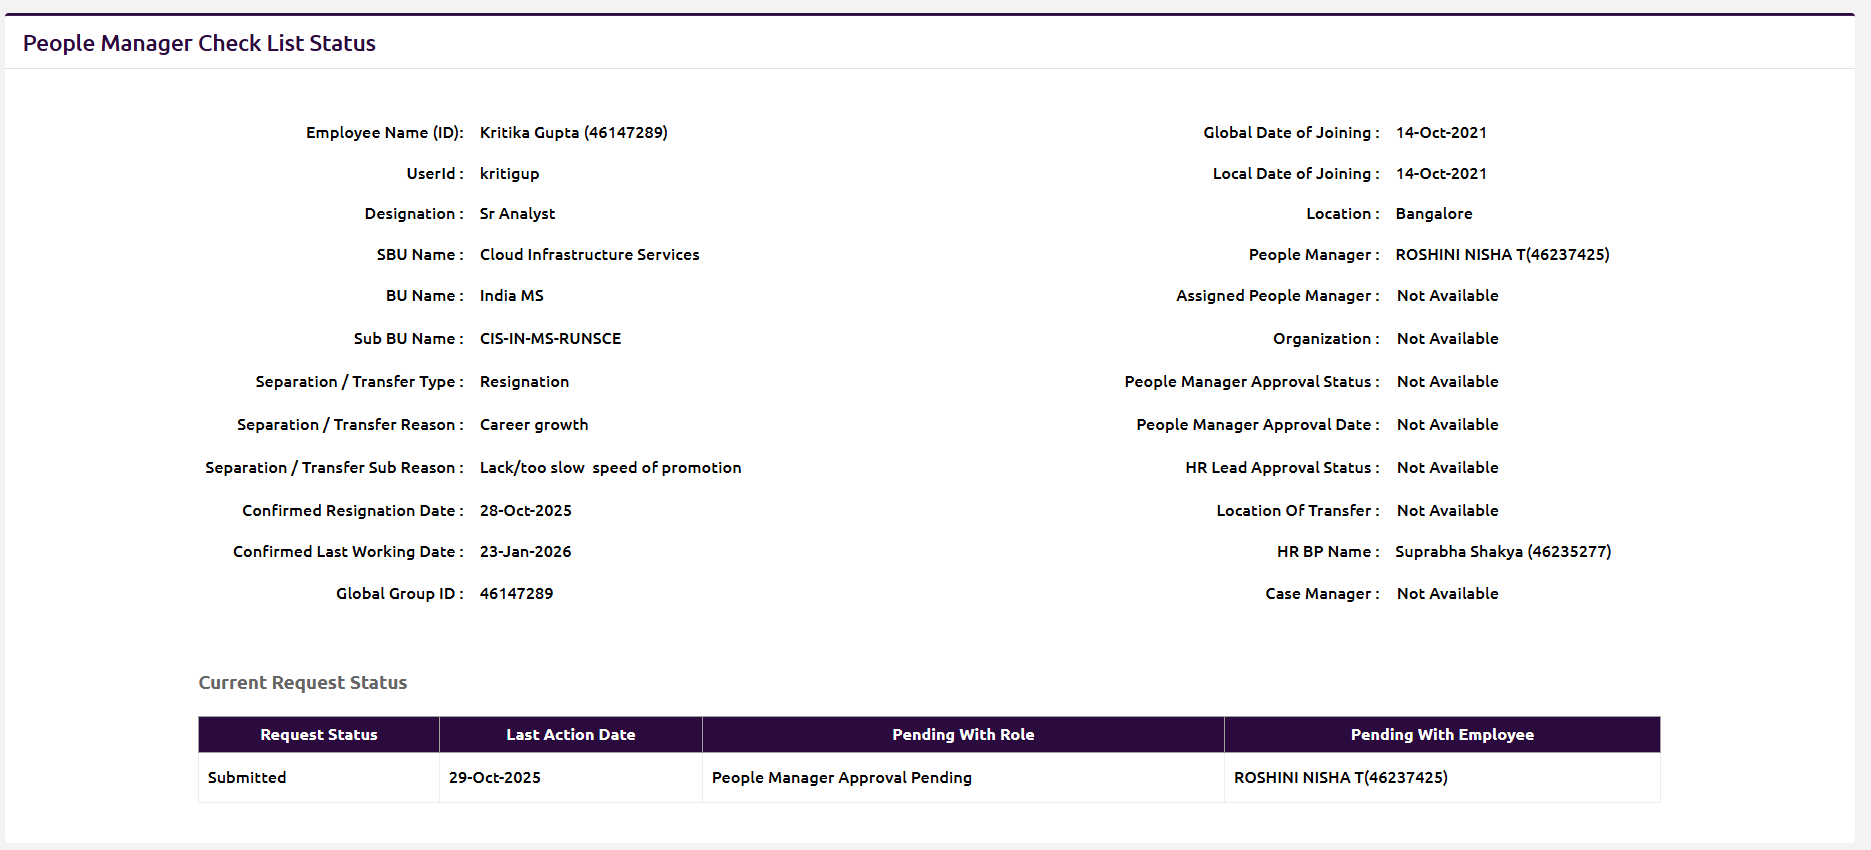 People Manager Check List Status
Employee Name (ID): Kritika Gupta (46147289) Global Date of Joining : 14-Oct-2021
UserId : kritigup Local Date of Joining : 14-Oct-2021
Designation : Sr Analyst Location : Bangalore
SBU Name : Cloud Infrastructure Services People Manager : ROSHINI NISHA T(46237425)
BU Name : India MS Assigned People Manager : Not Available
Sub BU Name : CIS-IN-MS-RUNSCE Organization : Not Available
Separation / Transfer Type : Resignation People Manager Approval Status : Not Available
Separation / Transfer Reason : Career growth People Manager Approval Date : Not Available
Separation / Transfer Sub Reason : Lack/too slow  speed of promotion HR Lead Approval Status : Not Available
Confirmed Resignation Date : 28-Oct-2025 Location Of Transfer : Not Available
Confirmed Last Working Date : 23-Jan-2026 HR BP Name : Suprabha Shakya (46235277)
Global Group ID : 46147289 Case Manager : Not Available
Current Request Status
Request Status Last Action Date Pending With Role Pending With Employee
Submitted 29-Oct-2025 People Manager Approval Pending ROSHINI NISHA T(46237425)